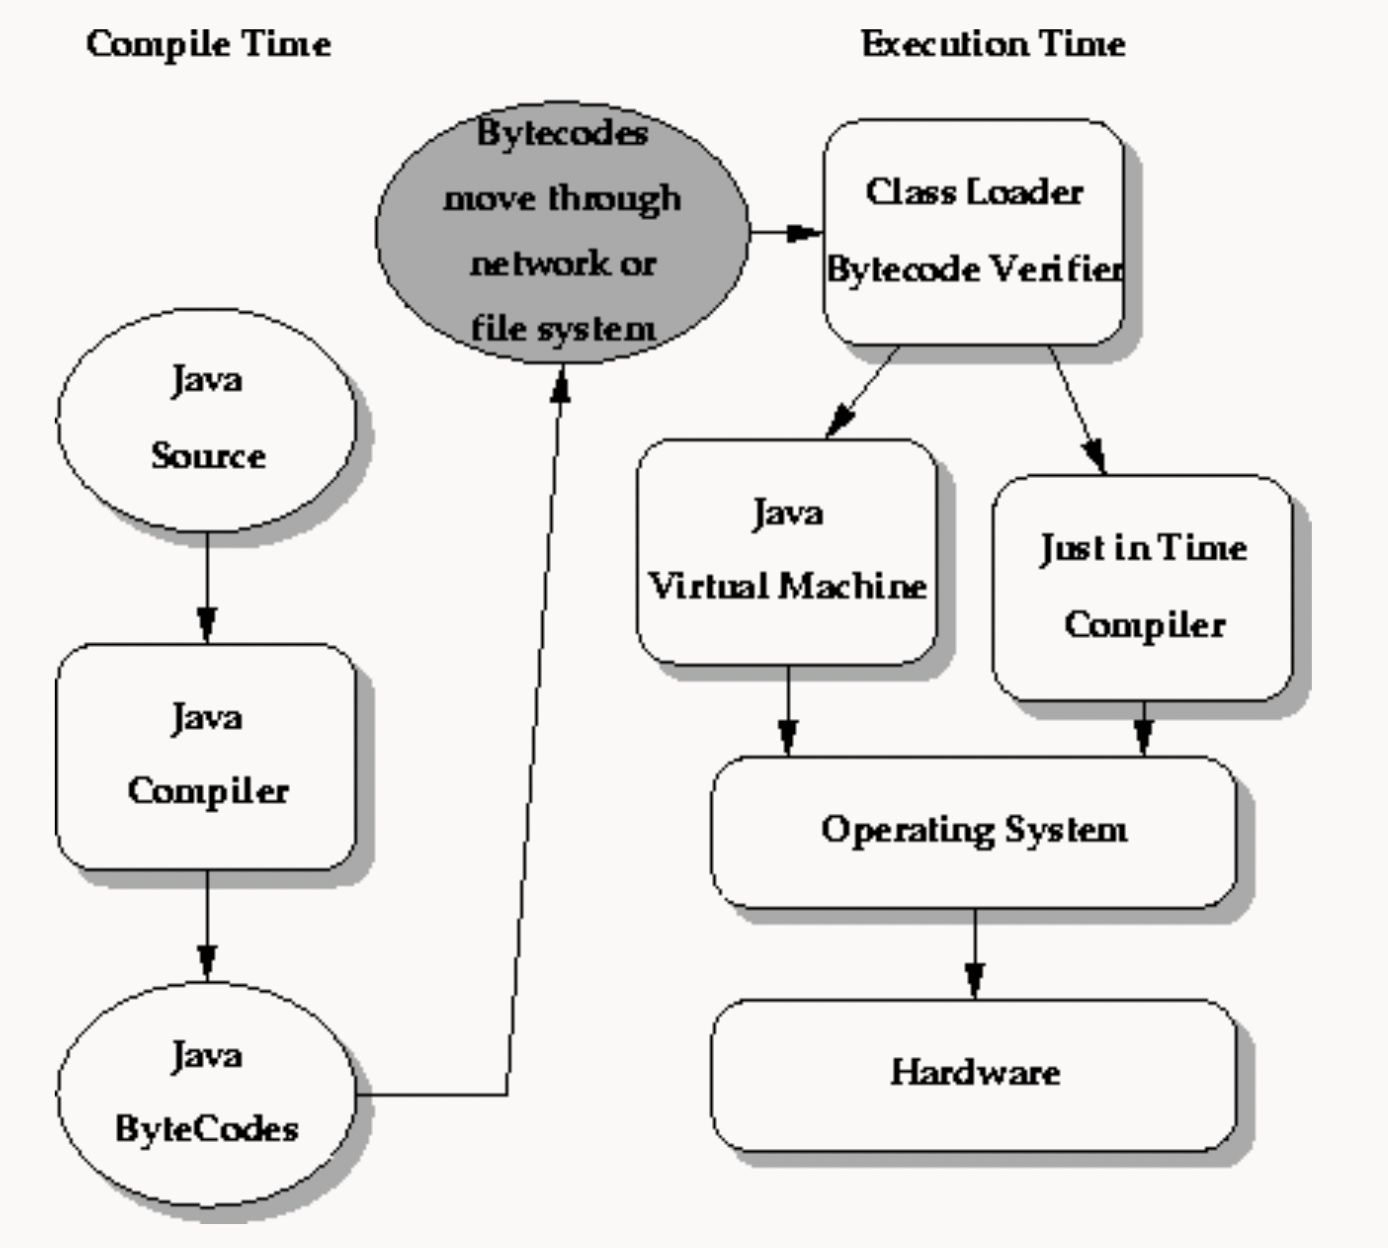 Compile Time
Execution Time
Bytecodes
move through
network or
file system
Class Loader
Bytecode Verifier
Java
Source
Java
Virtual Machine
Just in Time
Compiler
Java
Compiler
Operating System
Java
ByteCodes
Hardware